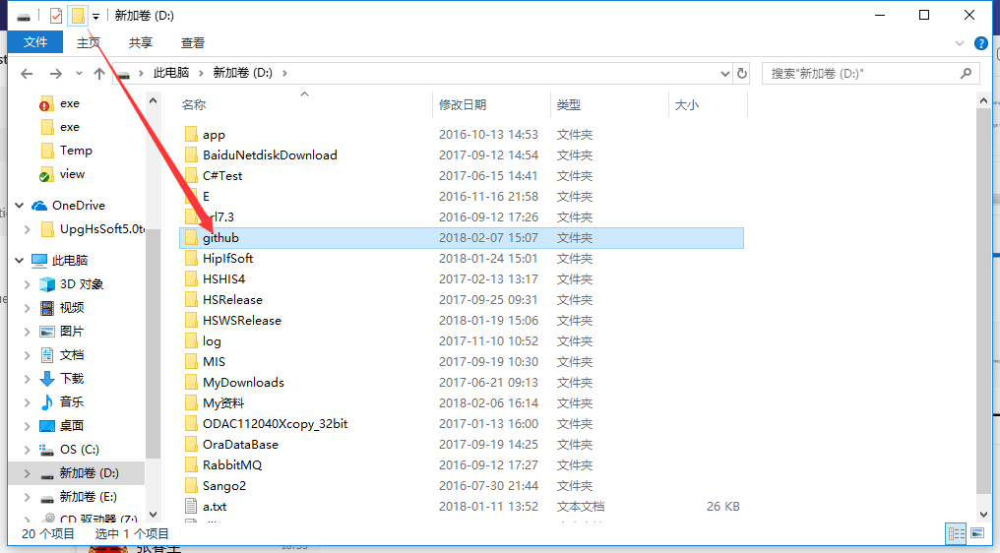 新加卷 (D:)
文件 主页 共享 查看
此电脑 新加卷 (D:) 搜索"新加卷 (D:)"
名称 修改日期 类型 大小
exe
exe
Temp
view
OneDrive
UpgHsSoft5.0t
此电脑
3D 对象
视频
图片
文档
下载
音乐
桌面
OS (C:)
新加卷 (D:)
新加卷 (E:)
CD 驱动器 (Z:)
app 2016-10-13 14:53 文件夹
BaiduNetdiskDownload 2017-09-12 14:54 文件夹
C#Test 2017-06-15 14:41 文件夹
E 2016-11-16 21:58 文件夹
rl7.3 2016-09-12 17:26 文件夹
github 2018-02-07 15:07 文件夹
HipIfSoft 2018-01-24 15:01 文件夹
HSHIS4 2017-02-13 13:17 文件夹
HSRelease 2017-09-25 09:31 文件夹
HSWSRelease 2018-01-19 15:06 文件夹
log 2017-11-10 10:52 文件夹
MIS 2017-09-19 10:30 文件夹
MyDownloads 2017-06-21 09:13 文件夹
My资料 2018-02-06 16:14 文件夹
ODAC112040Xcopy_32bit 2017-01-13 16:00 文件夹
OraDataBase 2017-09-19 14:25 文件夹
RabbitMQ 2016-09-12 17:27 文件夹
Sango2 2016-07-30 21:44 文件夹
a.txt 2018-01-11 13:52 文本文档 26 KB
20 个项目 选中 1 个项目